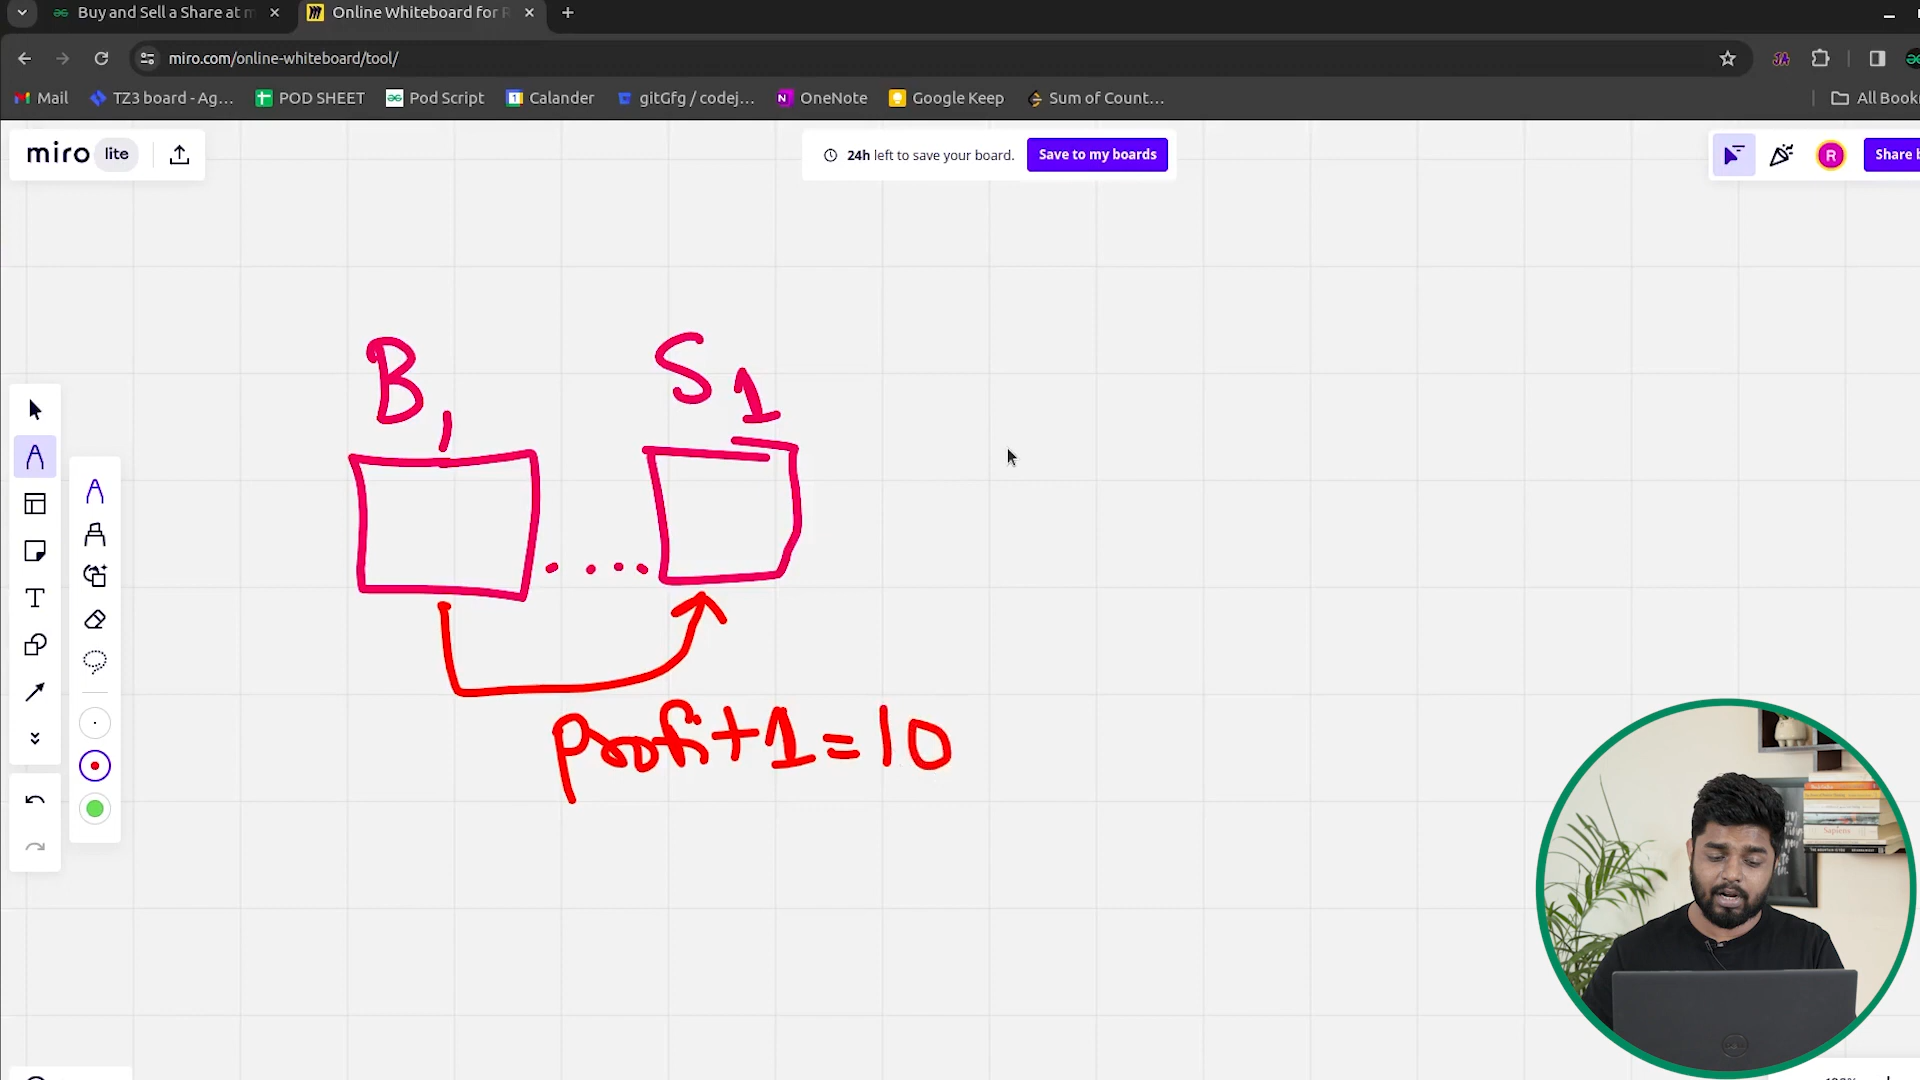 Buy and Sell a Share at m
Online Whiteboard for R
miro.com/online-whiteboard/tool/
Mail
TZ3 board - Ag...
POD SHEET
Pod Script
Calander
gitGfg / codej...
OneNote
Google Keep
Sum of Count...
All Book
miro lite
24h left to save your board.
Save to my boards
R
Share b
B1
S1
profit1=10